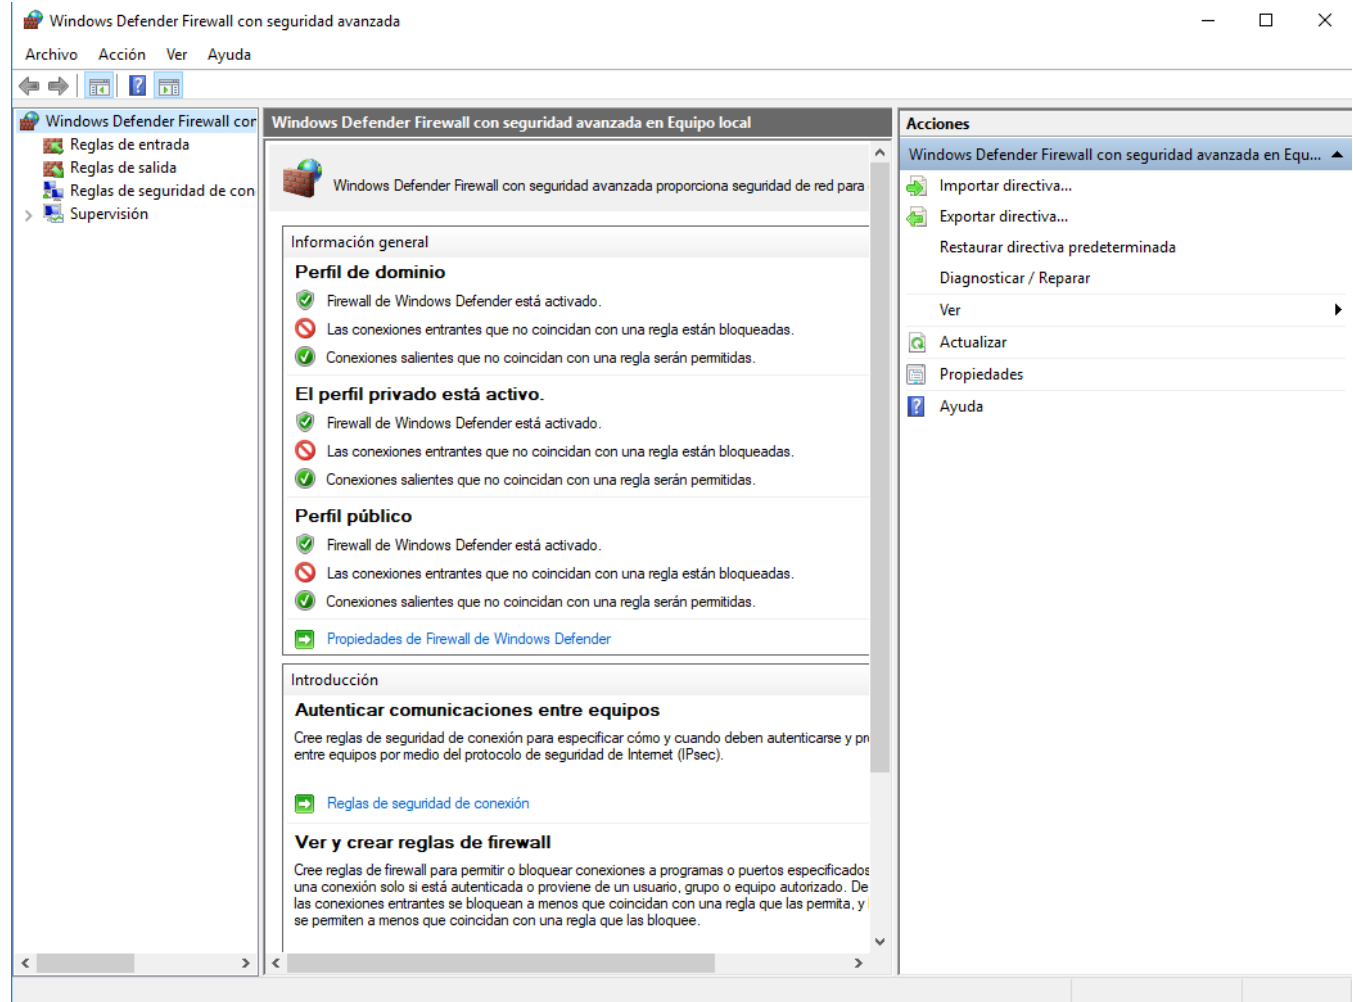 Windows Defender Firewall con seguridad avanzada
Archivo Acción Ver Ayuda
Windows Defender Firewall con
Reglas de entrada
Reglas de salida
Reglas de seguridad de con
Supervisión
Windows Defender Firewall con seguridad avanzada en Equipo local
Windows Defender Firewall con seguridad avanzada proporciona seguridad de red para
Información general
Perfil de dominio
Firewall de Windows Defender está activado.
Las conexiones entrantes que no coincidan con una regla están bloqueadas.
Conexiones salientes que no coincidan con una regla serán permitidas.
El perfil privado está activo.
Firewall de Windows Defender está activado.
Las conexiones entrantes que no coincidan con una regla están bloqueadas.
Conexiones salientes que no coincidan con una regla serán permitidas.
Perfil público
Firewall de Windows Defender está activado.
Las conexiones entrantes que no coincidan con una regla están bloqueadas.
Conexiones salientes que no coincidan con una regla serán permitidas.
Propiedades de Firewall de Windows Defender
Introducción
Autenticar comunicaciones entre equipos
Cree reglas de seguridad de conexión para especificar cómo y cuando deben autenticarse y pr
entre equipos por medio del protocolo de seguridad de Internet (IPsec).
Reglas de seguridad de conexión
Ver y crear reglas de firewall
Cree reglas de firewall para permitir o bloquear conexiones a programas o puertos especificados
una conexión solo si está autenticada o proviene de un usuario, grupo o equipo autorizado. De
las conexiones entrantes se bloquean a menos que coincidan con una regla que las permita, y
se permiten a menos que coincidan con una regla que las bloquee.
Acciones
Windows Defender Firewall con seguridad avanzada en Equ...
Importar directiva...
Exportar directiva...
Restaurar directiva predeterminada
Diagnosticar / Reparar
Ver
Actualizar
Propiedades
Ayuda